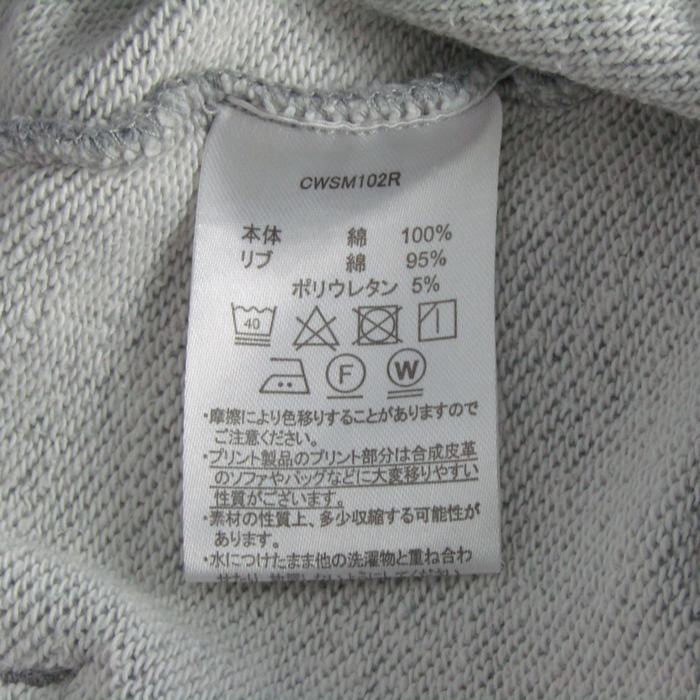 CWSM102R
本体 綿 100%
リブ 綿 95%
ポリウレタン 5%
40
F
W
・摩擦により色移りすることがありますので
ご注意ください。
・プリント製品のプリント部分は合成皮革
のソファやバッグなどに大変移りやすい
性質がございます。
・素材の性質上、多少収縮する可能性が
あります。
・水につけたまま他の洗濯物と重ね合わ